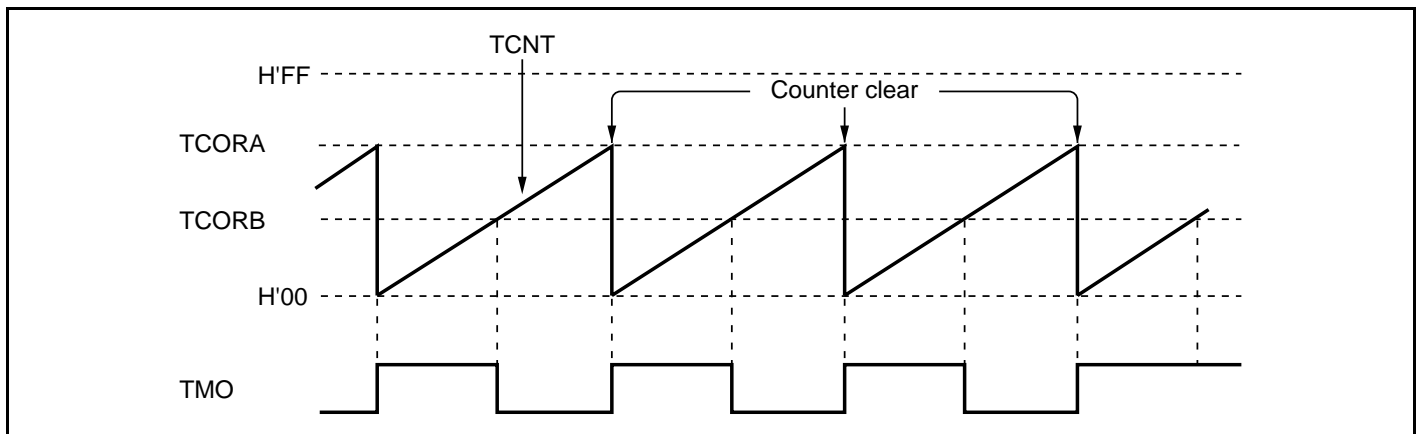 TCNT
H'FF
Counter clear
TCORA
TCORB
H'00
TMO